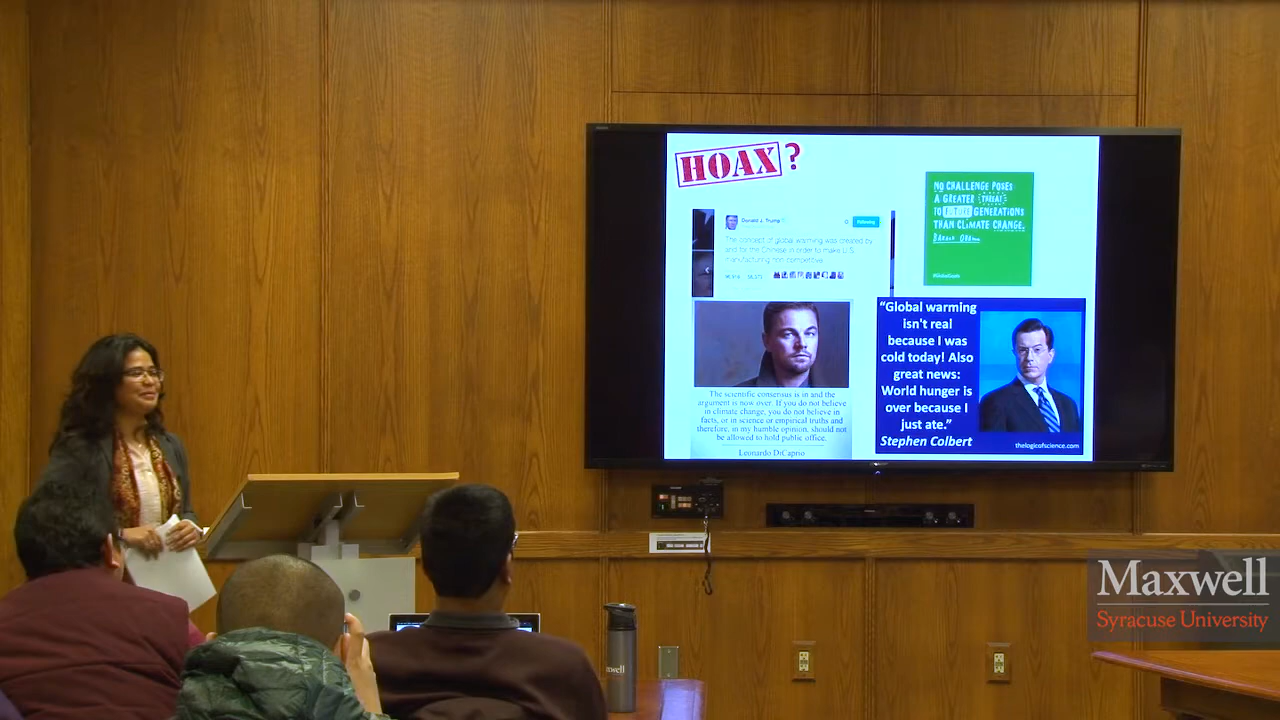 HOAX ?
NO CHALLENGE POSES
A GREATER THREAT
TO FUTURE GENERATIONS
THAN CLIMATE CHANGE.
Barack Obama
#GlobalGoals
Donald J. Trump
Following
The concept of global warming was created by
and for the Chinese in order to make U.S.
manufacturing non-competitive.
The scientific consensus is in and the
argument is now over. If you do not believe
in climate change, you do not believe in
facts, or in science or empirical truths and
therefore, in my humble opinion, should not
be allowed to hold public office.
Leonardo DiCaprio
“Global warming
isn't real
because I was
cold today! Also
great news:
World hunger is
over because I
just ate.”
Stephen Colbert
thelogicofscience.com
Maxwell
Syracuse University